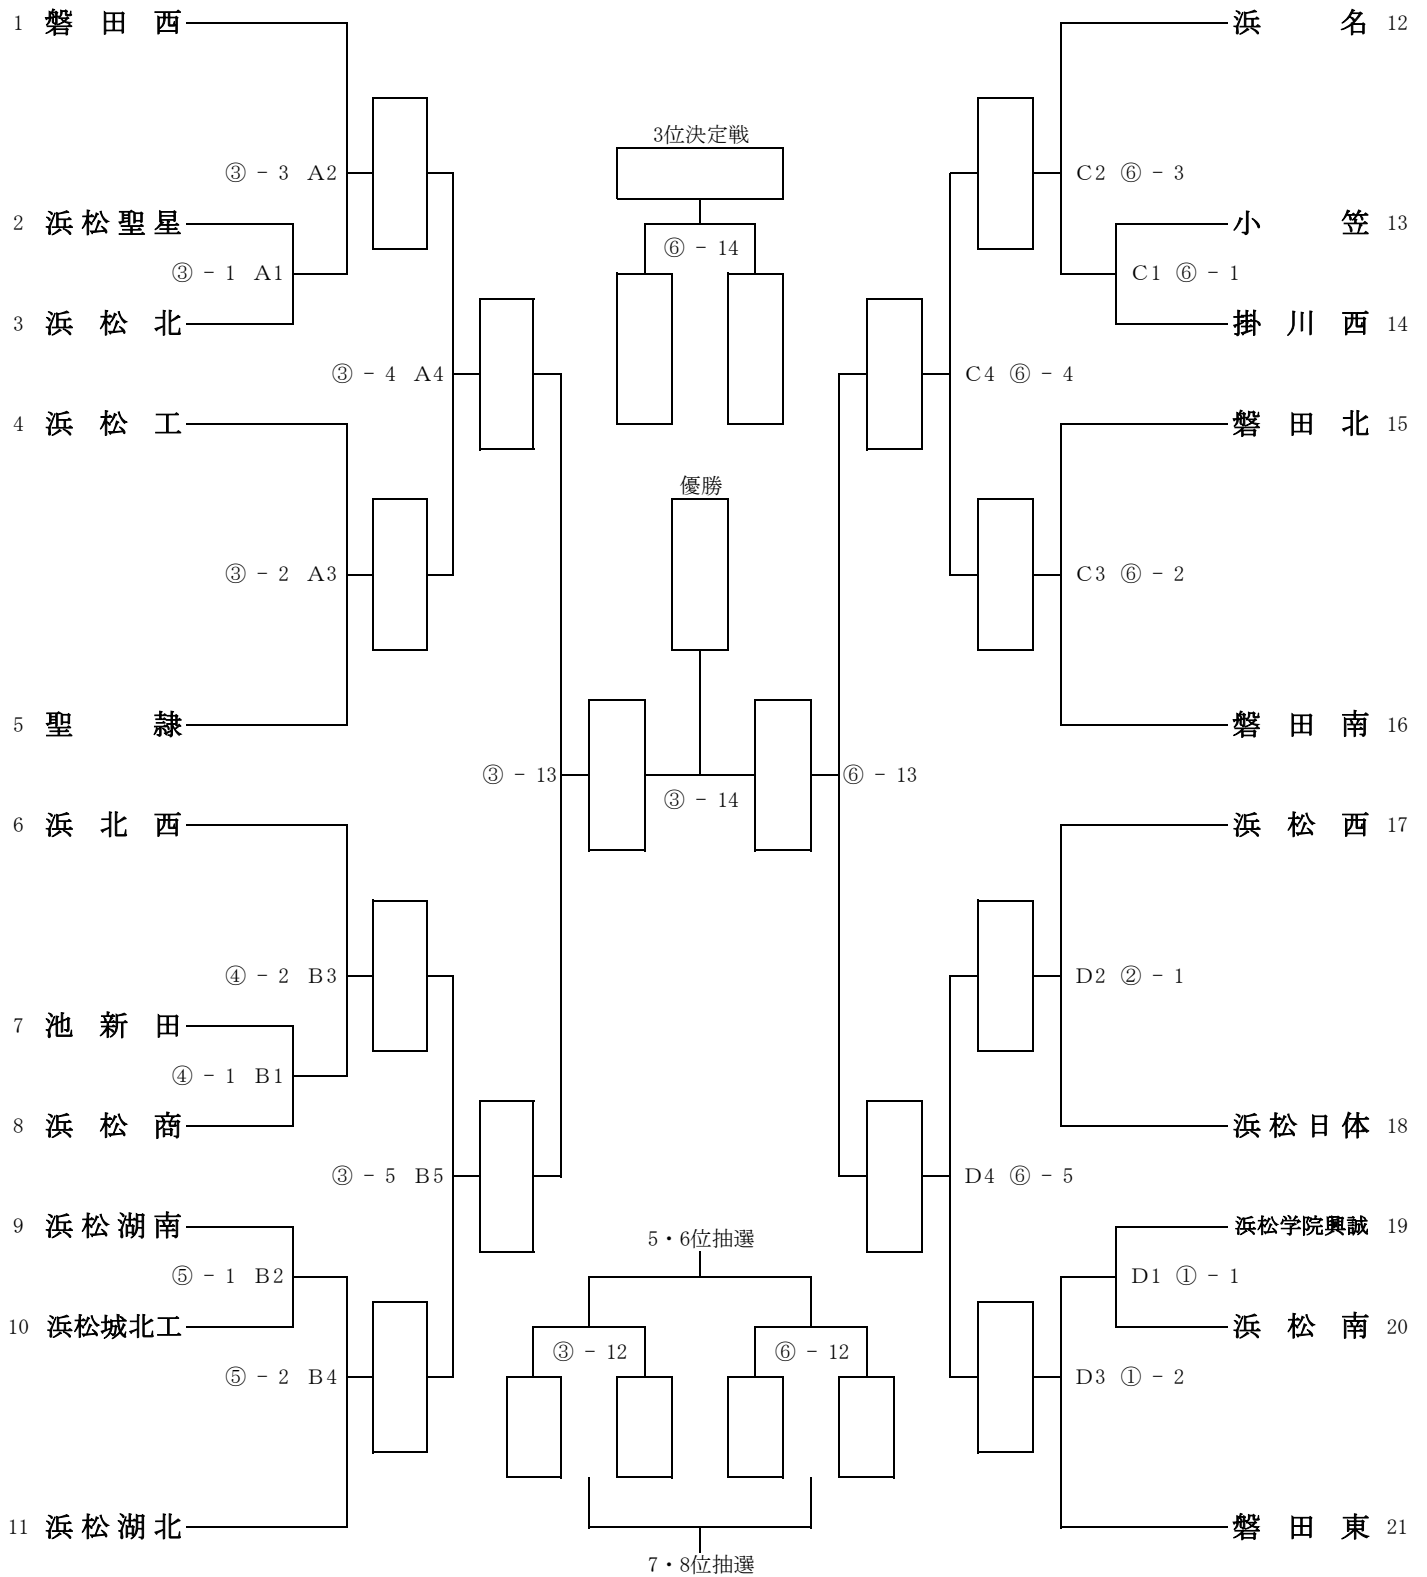 1 磐田西
浜名 12
3位決定戦
③ - 3 A2
C2 ⑥ - 3
2 浜松聖星
小笠 13
⑥ - 14
③ - 1 A1
C1 ⑥ - 1
3 浜松北
掛川西 14
③ - 4 A4
C4 ⑥ - 4
4 浜松工
磐田北 15
優勝
③ - 2 A3
C3 ⑥ - 2
5 聖隷
磐田南 16
③ - 13
⑥ - 13
③ - 14
6 浜北西
浜松西 17
④ - 2 B3
D2 ② - 1
7 池新田
④ - 1 B1
8 浜松商
浜松日体 18
③ - 5 B5
D4 ⑥ - 5
9 浜松湖南
浜松学院興誠 19
5・6位抽選
⑤ - 1 B2
D1 ① - 1
10 浜松城北工
浜松南 20
③ - 12
⑥ - 12
⑤ - 2 B4
D3 ① - 2
11 浜松湖北
磐田東 21
7・8位抽選